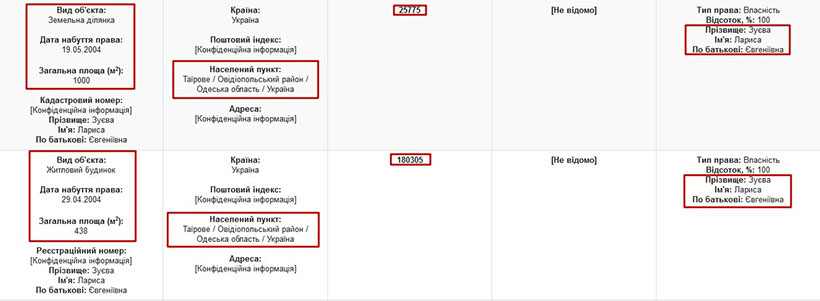 Вид об'єкта:
Земельна ділянка
Дата набуття права:
19.05.2004
Загальна площа (м²):
1000
Кадастровий номер:
[Конфіденційна інформація]
Прізвище: Зуєва
Ім'я: Лариса
По батькові: Євгеніївна
Країна:
Україна
Поштовий індекс:
[Конфіденційна інформація]
Населений пункт:
Таїрове / Овідіопольський район /
Одеська область / Україна
Адреса:
[Конфіденційна інформація]
25775
[Не відомо]
Тип права: Власність
Відсоток, %: 100
Прізвище: Зуєва
Ім'я: Лариса
По батькові: Євгеніївна
Вид об'єкта:
Житловий будинок
Дата набуття права:
29.04.2004
Загальна площа (м²):
438
Реєстраційний номер:
[Конфіденційна інформація]
Прізвище: Зуєва
Ім'я: Лариса
По батькові: Євгеніївна
Країна:
Україна
Поштовий індекс:
[Конфіденційна інформація]
Населений пункт:
Таїрове / Овідіопольський район /
Одеська область / Україна
Адреса:
[Конфіденційна інформація]
180305
[Не відомо]
Тип права: Власність
Відсоток, %: 100
Прізвище: Зуєва
Ім'я: Лариса
По батькові: Євгеніївна